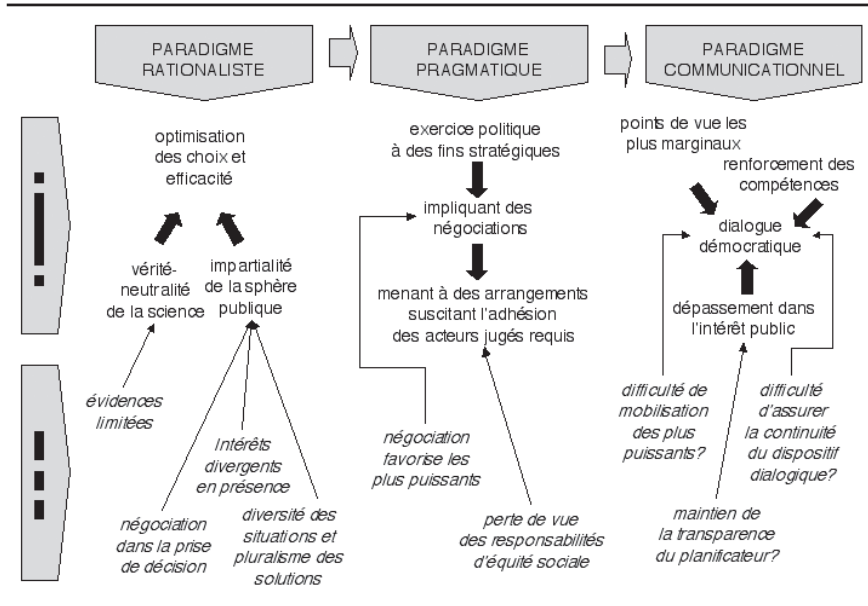 PARADIGME
RATIONALISTE
PARADIGME
PRAGMATIQUE
PARADIGME
COMMUNICATIONNEL
optimisation
des choix et
efficacité
vérité-
neutralité
de la science
impartialité
de la sphère
publique
évidences
limitées
Intérêts
divergents
en présence
négociation
dans la prise
de décision
diversité des
situations et
pluralisme des
solutions
exercice politique
à des fins stratégiques
impliquant des
négociations
menant à des arrangements
suscitant l'adhésion
des acteurs jugés requis
négociation
favorise les
plus puissants
perte de vue
des responsabilités
d'équité sociale
points de vue les
plus marginaux
renforcement des
compétences
dialogue
démocratique
dépassement dans
l'intérêt public
difficulté de
mobilisation
des plus
puissants?
difficulté
d'assurer
la continuité
du dispositif
dialogique?
maintien de
la transparence
du planificateur?